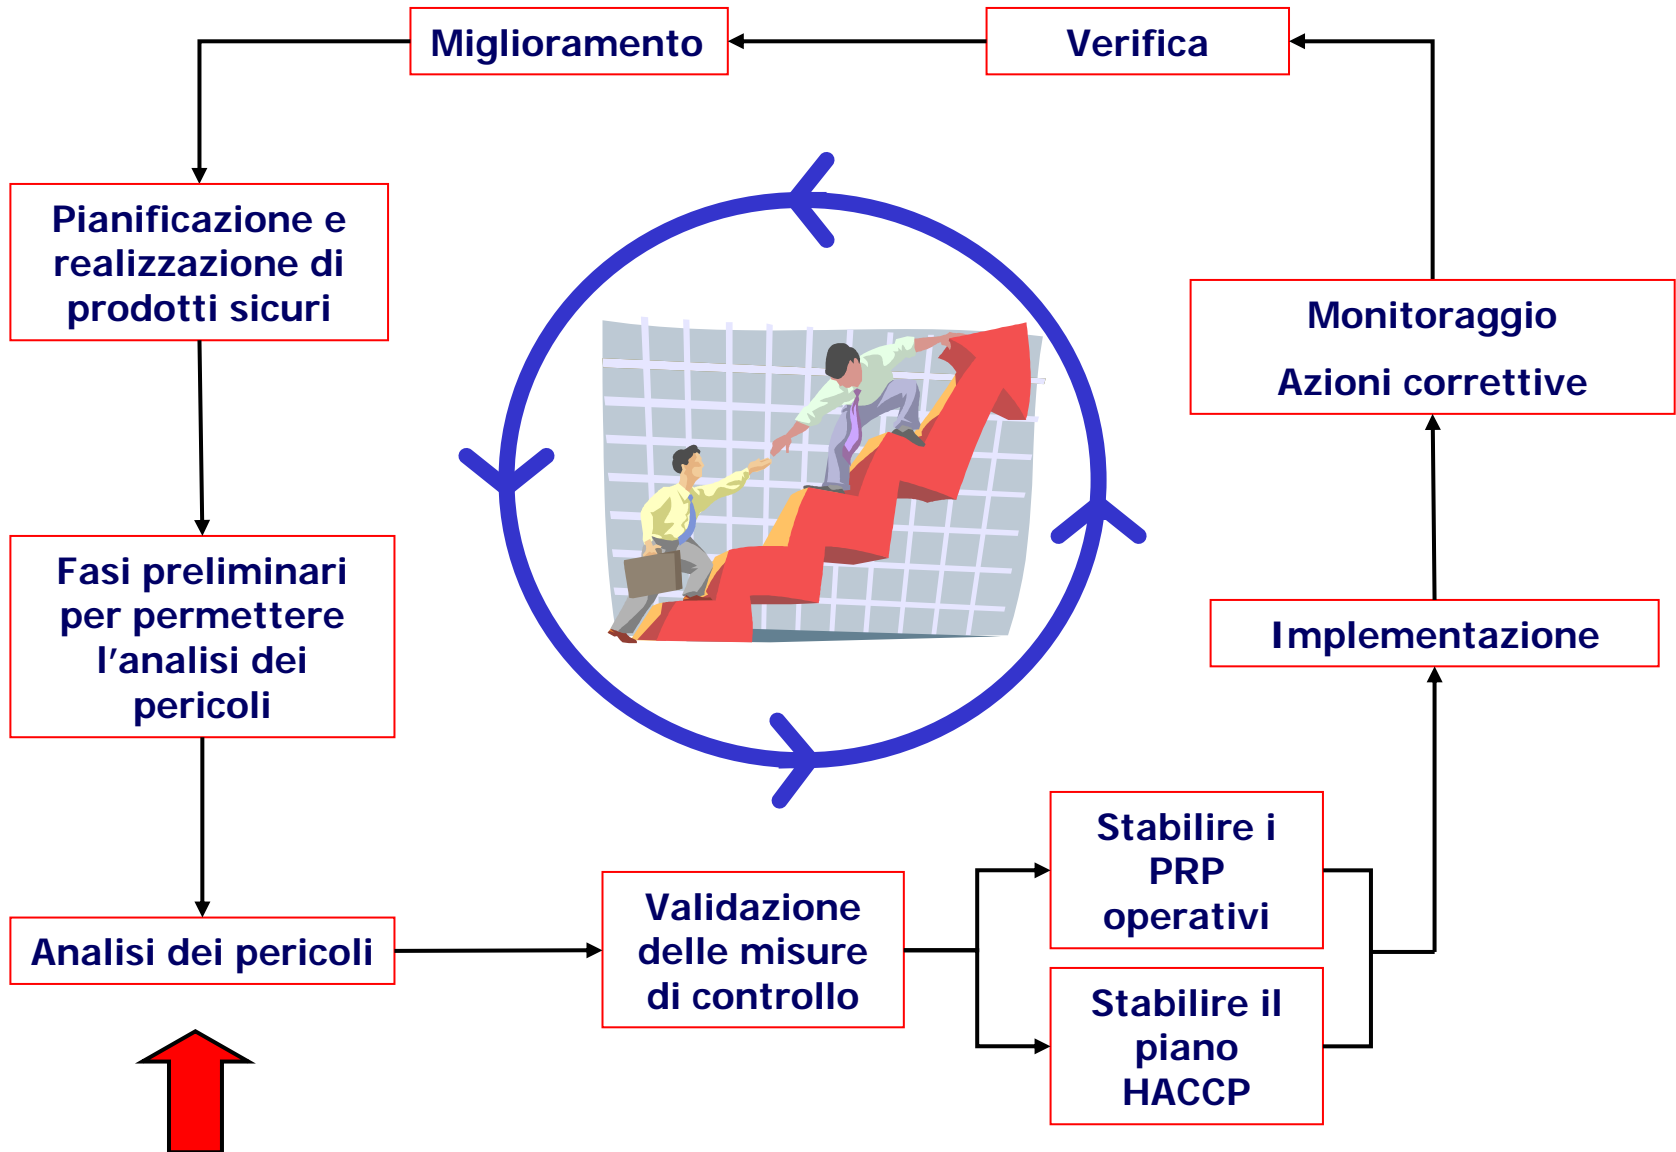 Miglioramento
Verifica
Pianificazione e
realizzazione di
prodotti sicuri
Monitoraggio
Azioni correttive
Fasi preliminari
per permettere
l’analisi dei
pericoli
Implementazione
Analisi dei pericoli
Validazione
delle misure
di controllo
Stabilire i
PRP
operativi
Stabilire il
piano
HACCP